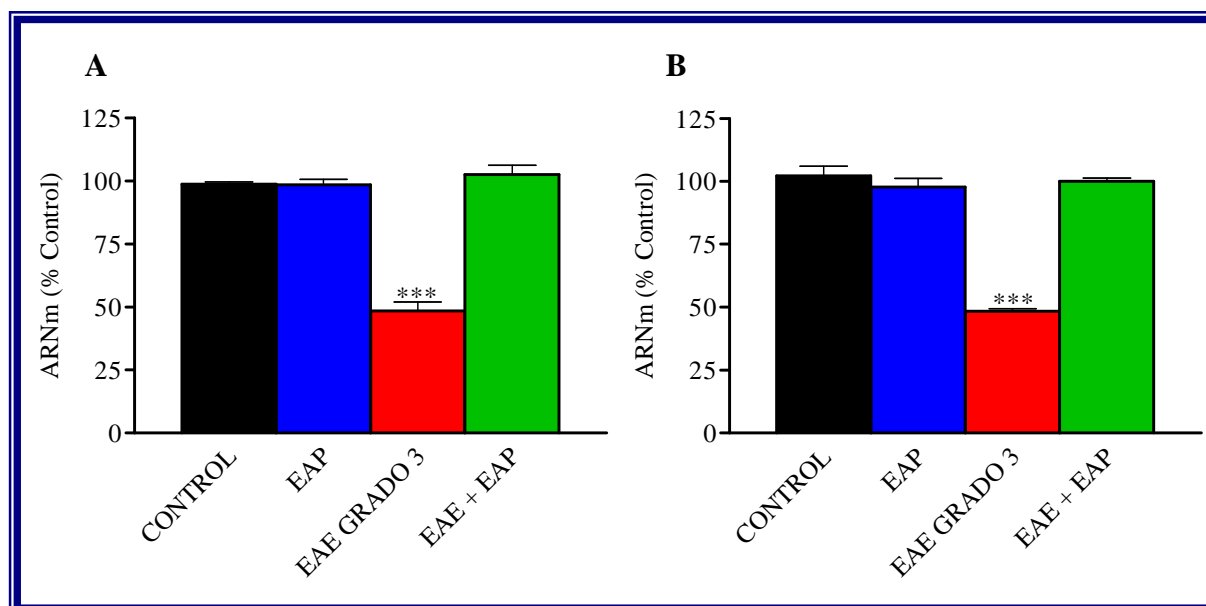 A
125
100
75
50
25
0
ARNm (% Control)
***
CONTROL
EAP
EAE GRADO 3
EAE + EAP
B
125
100
75
50
25
0
ARNm (% Control)
***
CONTROL
EAP
EAE GRADO 3
EAE + EAP